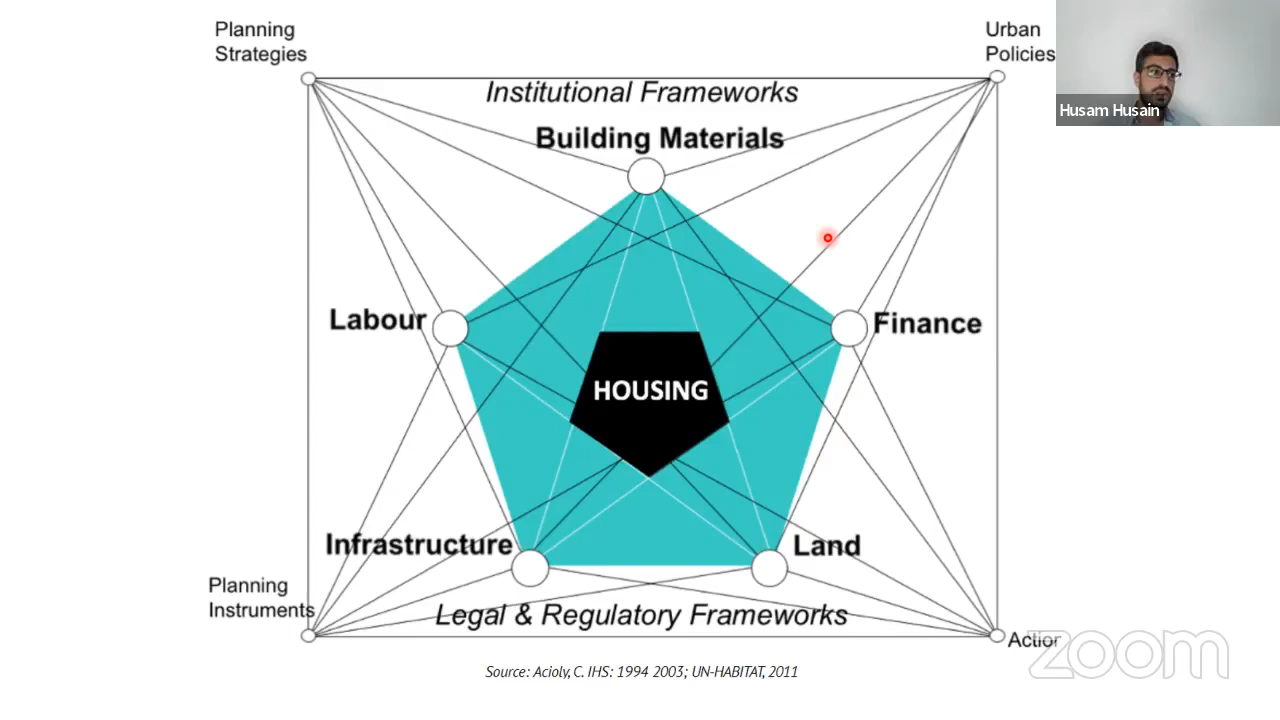 Planning
Strategies
Urban
Policies
Husam Husain
Institutional Frameworks
Building Materials
Labour
Finance
HOUSING
Infrastructure
Land
Planning
Instruments
Legal & Regulatory Frameworks
Action
zoom
Source: Acioly, C. IHS: 1994 2003; UN-HABITAT, 2011